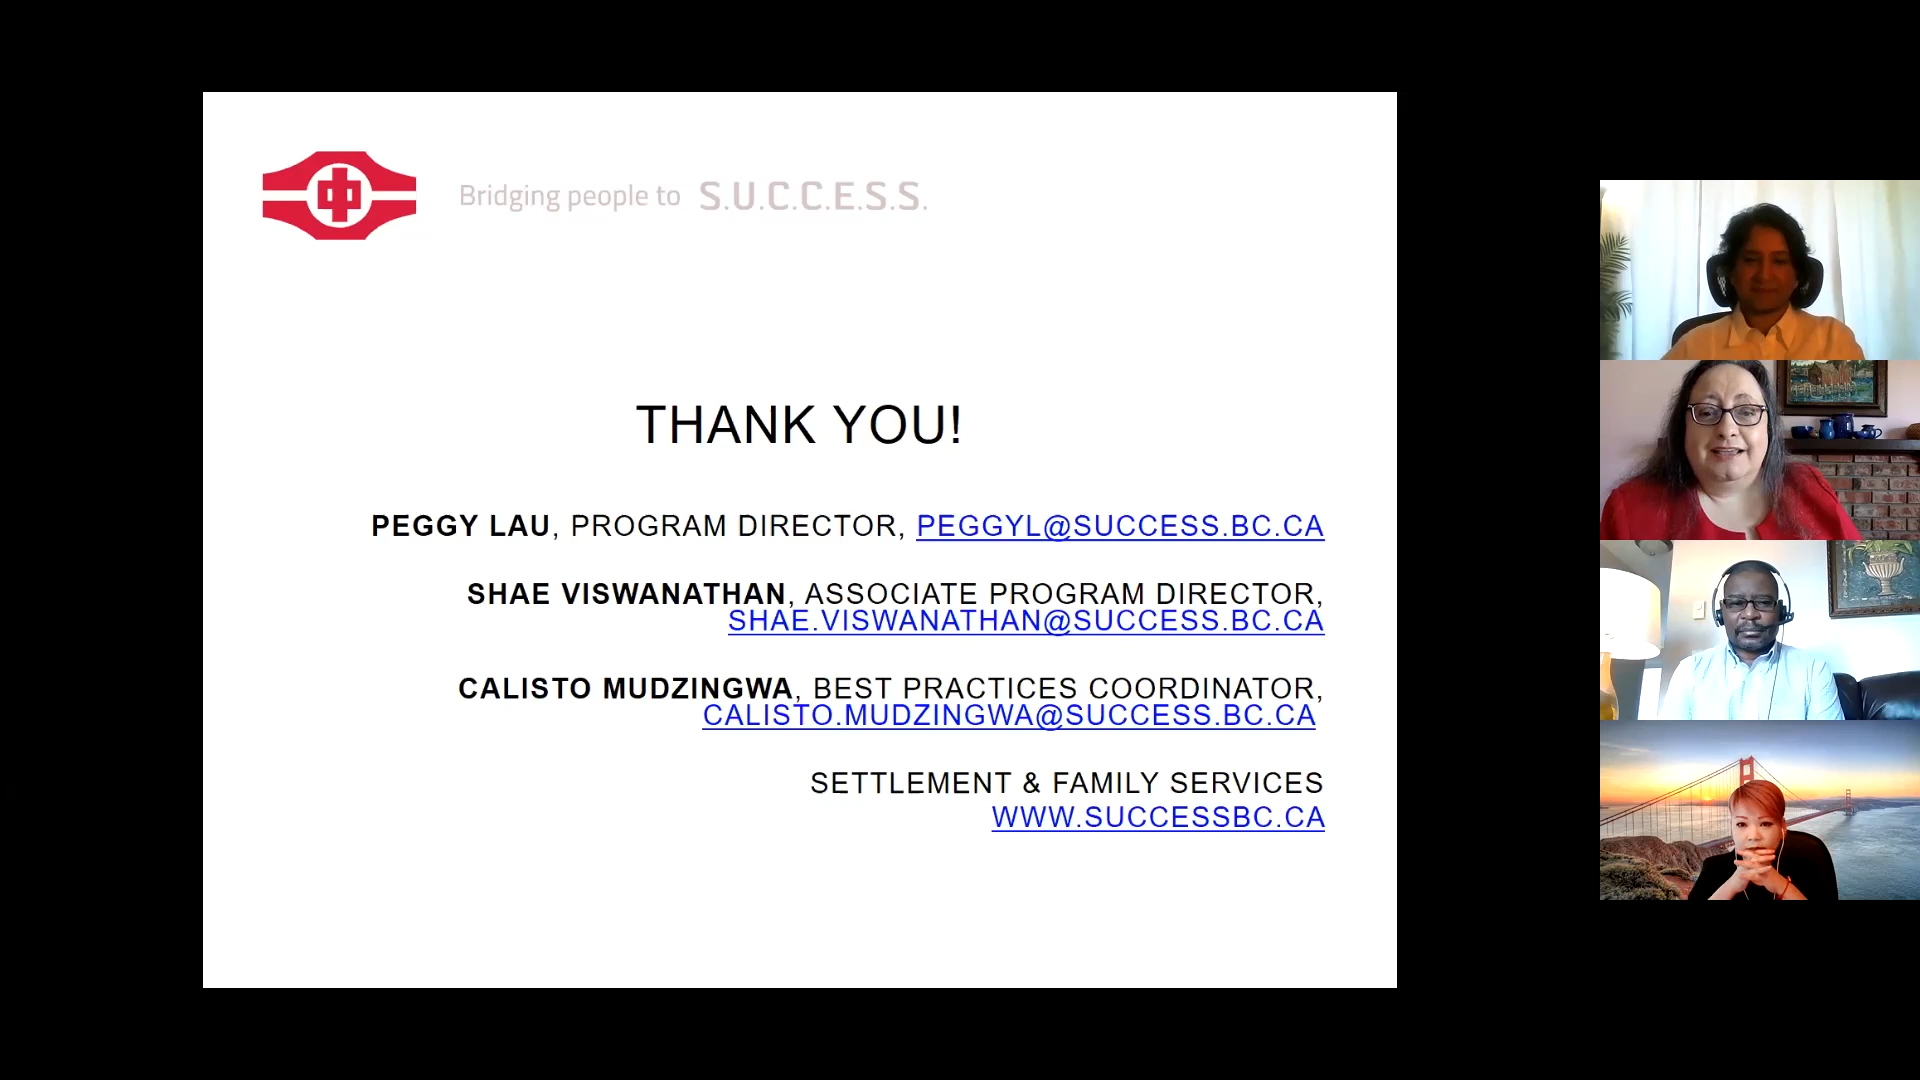 中
Bridging people to S.U.C.C.E.S.S.
THANK YOU!
PEGGY LAU, PROGRAM DIRECTOR, PEGGYL@SUCCESS.BC.CA
SHAE VISWANATHAN, ASSOCIATE PROGRAM DIRECTOR,
SHAE.VISWANATHAN@SUCCESS.BC.CA
CALISTO MUDZINGWA, BEST PRACTICES COORDINATOR,
CALISTO.MUDZINGWA@SUCCESS.BC.CA
SETTLEMENT & FAMILY SERVICES
WWW.SUCCESSBC.CA